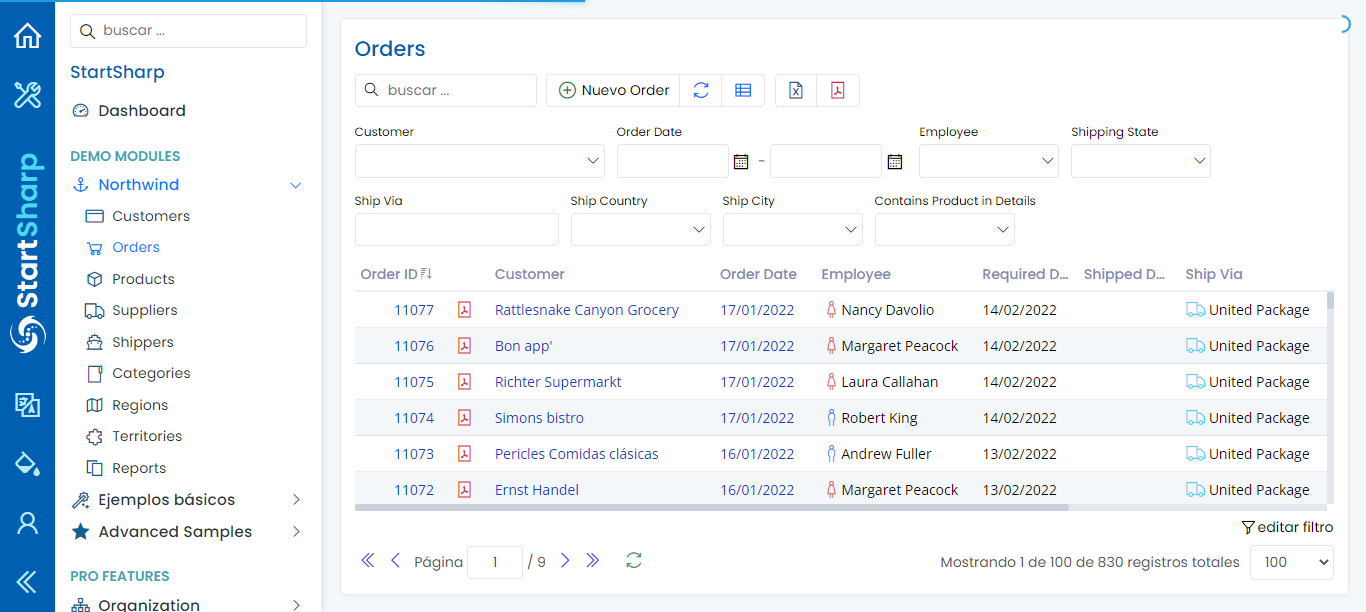 buscar ...
StartSharp
Dashboard
DEMO MODULES
Northwind
Customers
Orders
Products
Suppliers
Shippers
Categories
Regions
Territories
Reports
Ejemplos básicos
Advanced Samples
PRO FEATURES
Organization
StartSharp
Orders
buscar ...
Nuevo Order
Customer
Order Date
Employee
Shipping State
-
Ship Via
Ship Country
Ship City
Contains Product in Details
Order ID Customer Order Date Employee Required D... Shipped D... Ship Via
11077 Rattlesnake Canyon Grocery 17/01/2022 Nancy Davolio 14/02/2022 United Package
11076 Bon app' 17/01/2022 Margaret Peacock 14/02/2022 United Package
11075 Richter Supermarkt 17/01/2022 Laura Callahan 14/02/2022 United Package
11074 Simons bistro 17/01/2022 Robert King 14/02/2022 United Package
11073 Pericles Comidas clásicas 16/01/2022 Andrew Fuller 13/02/2022 United Package
11072 Ernst Handel 16/01/2022 Margaret Peacock 13/02/2022 United Package
editar filtro
Página 1 / 9
Mostrando 1 de 100 de 830 registros totales 100